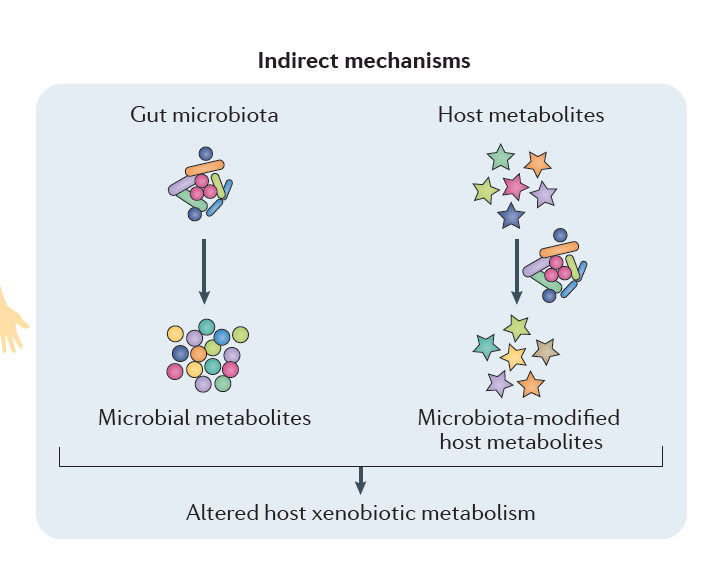 Indirect mechanisms
Gut microbiota
Host metabolites
Microbial metabolites
Microbiota-modified
host metabolites
Altered host xenobiotic metabolism